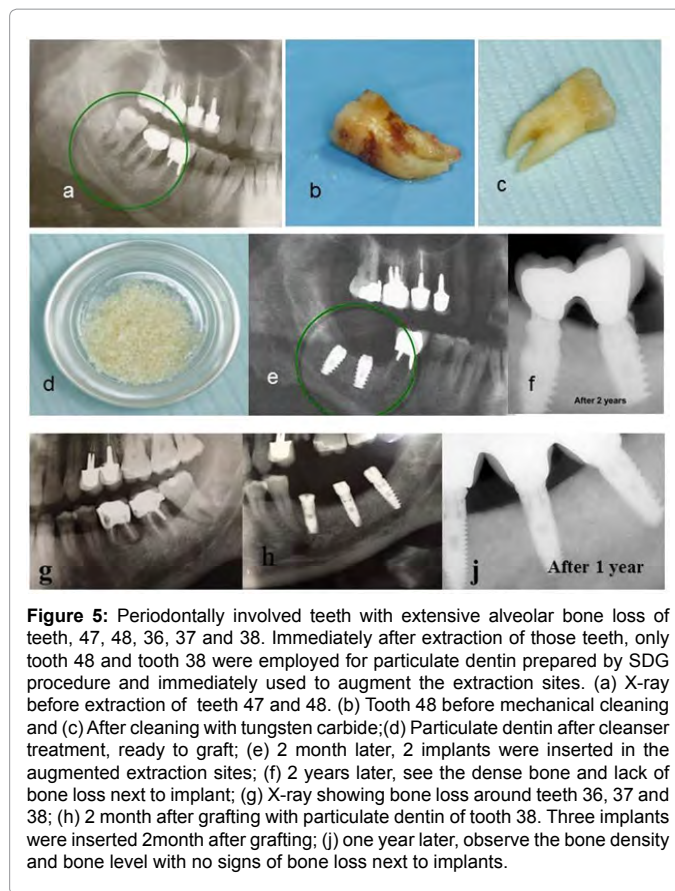 a
b
c
d
e
f
After 2 years
g
h
j
After 1 year
Figure 5: Periodontally involved teeth with extensive alveolar bone loss of
teeth, 47, 48, 36, 37 and 38. Immediately after extraction of those teeth, only
tooth 48 and tooth 38 were employed for particulate dentin prepared by SDG
procedure and immediately used to augment the extraction sites. (a) X-ray
before extraction of teeth 47 and 48. (b) Tooth 48 before mechanical cleaning
and (c) After cleaning with tungsten carbide;(d) Particulate dentin after cleanser
treatment, ready to graft; (e) 2 month later, 2 implants were inserted in the
augmented extraction sites; (f) 2 years later, see the dense bone and lack of
bone loss next to implant; (g) X-ray showing bone loss around teeth 36, 37 and
38; (h) 2 month after grafting with particulate dentin of tooth 38. Three implants
were inserted 2month after grafting; (j) one year later, observe the bone density
and bone level with no signs of bone loss next to implants.